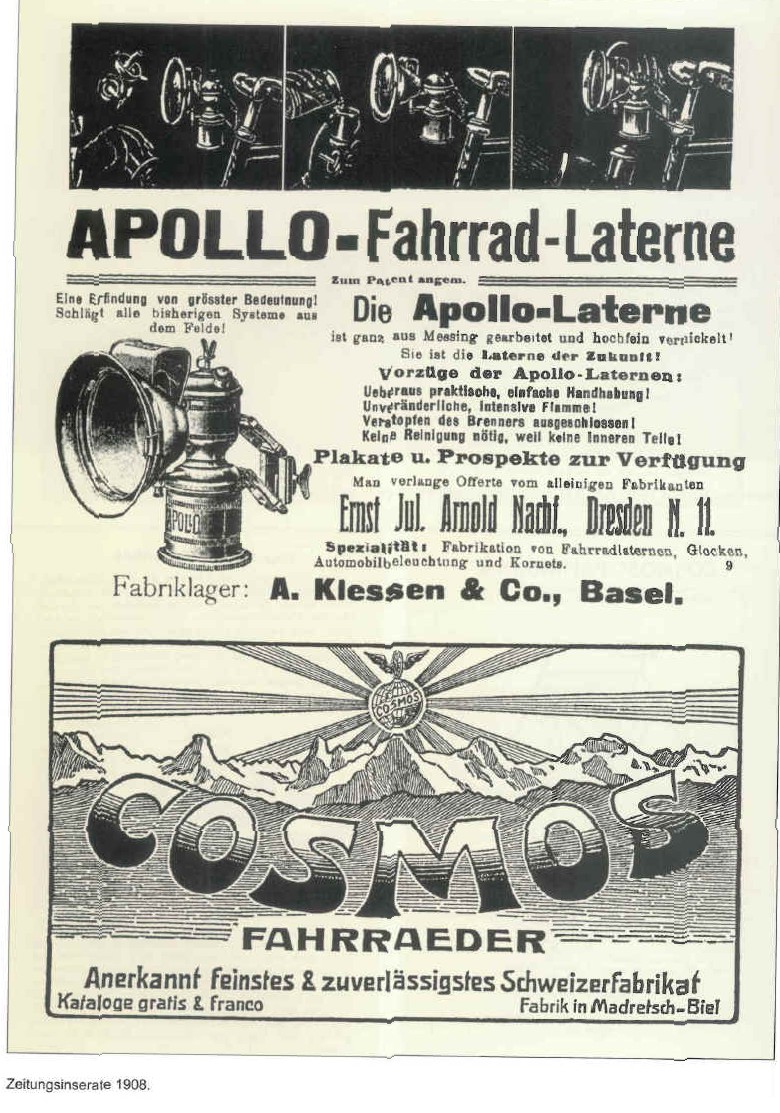 APOLLO-Fahrrad-Laterne
Zum Patent angem.
Eine Erfindung von grösster Bedeutnung!
Schlägt alle bisherigen Systeme aus
dem Felde!
Die Apollo-Laterne
ist ganz aus Messing gearbeitet und hochfein vernickelt!
Sie ist die Laterne der Zukunft!
Vorzüge der Apollo-Laternen:
Ueberaus praktische, einfache Handhabung!
Unveränderliche, intensive Flamme!
Verstopfen des Brenners ausgeschlossen!
Keine Reinigung nötig, weil keine inneren Teile!
Plakate u. Prospekte zur Verfügung
Man verlange Offerte vom alleinigen Fabrikanten
Ernst Jul. Arnold Nachf., Dresden N. 11.
Spezialität: Fabrikation von Fahrradlaternen, Glocken,
Automobilbeleuchtung und Kornets. 9
APOLLO
Fabriklager: A. Klessen & Co., Basel.
COSMOS
COSMOS
FAHRRAEDER
Anerkannt feinstes & zuverlässigstes Schweizerfabrikat
Kataloge gratis & franco Fabrik in Madretsch-Biel
Zeitungsinserate 1908.